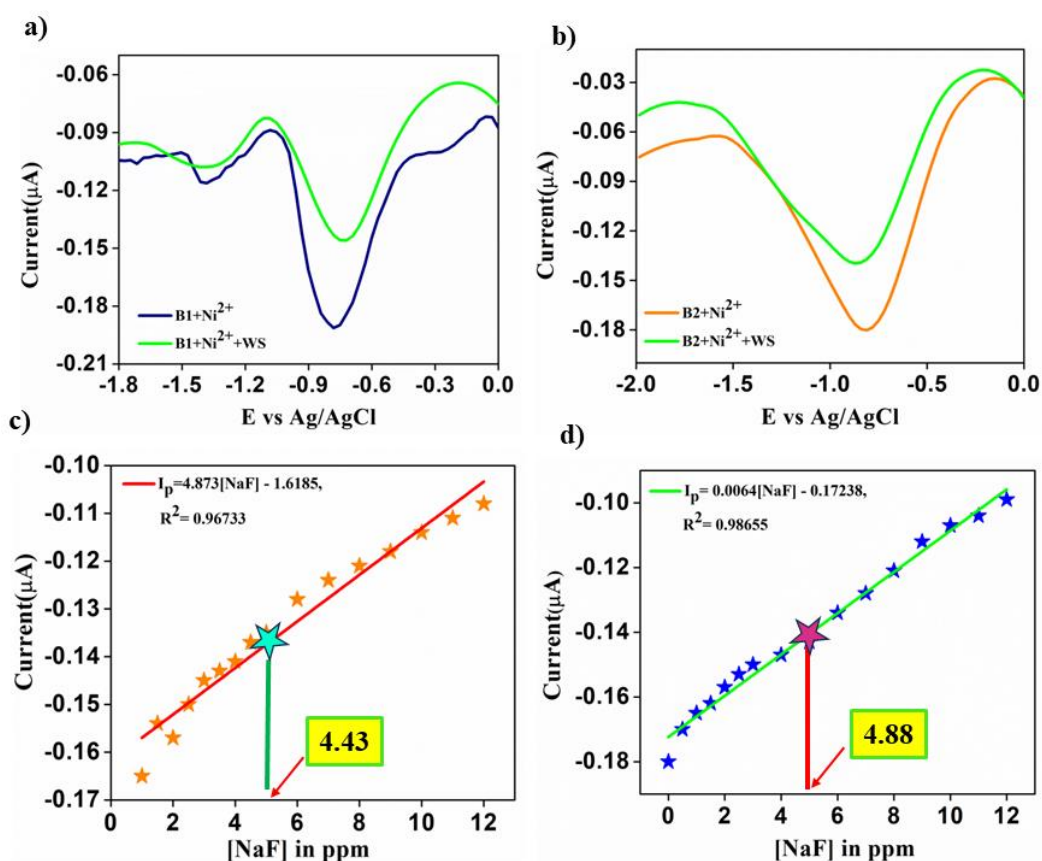 a)
-0.06
-0.09
-0.12
-0.15
-0.18
-0.21
Current(μA)
B1+Ni²⁺
B1+Ni²⁺+WS
-1.8 -1.5 -1.2 -0.9 -0.6 -0.3 0.0
E vs Ag/AgCl
b)
-0.03
-0.06
-0.09
-0.12
-0.15
-0.18
Current(μA)
B2+Ni²⁺
B2+Ni²⁺+WS
-2.0 -1.5 -1.0 -0.5 0.0
E vs Ag/AgCl
c)
-0.10
-0.11
-0.12
-0.13
-0.14
-0.15
-0.16
-0.17
Current(μA)
Iₚ=4.873[NaF] - 1.6185,
R²= 0.96733
4.43
0 2 4 6 8 10 12
[NaF] in ppm
d)
-0.10
-0.12
-0.14
-0.16
-0.18
Current(μA)
Iₚ= 0.0064[NaF] - 0.17238,
R²= 0.98655
4.88
0 2 4 6 8 10 12
[NaF] in ppm